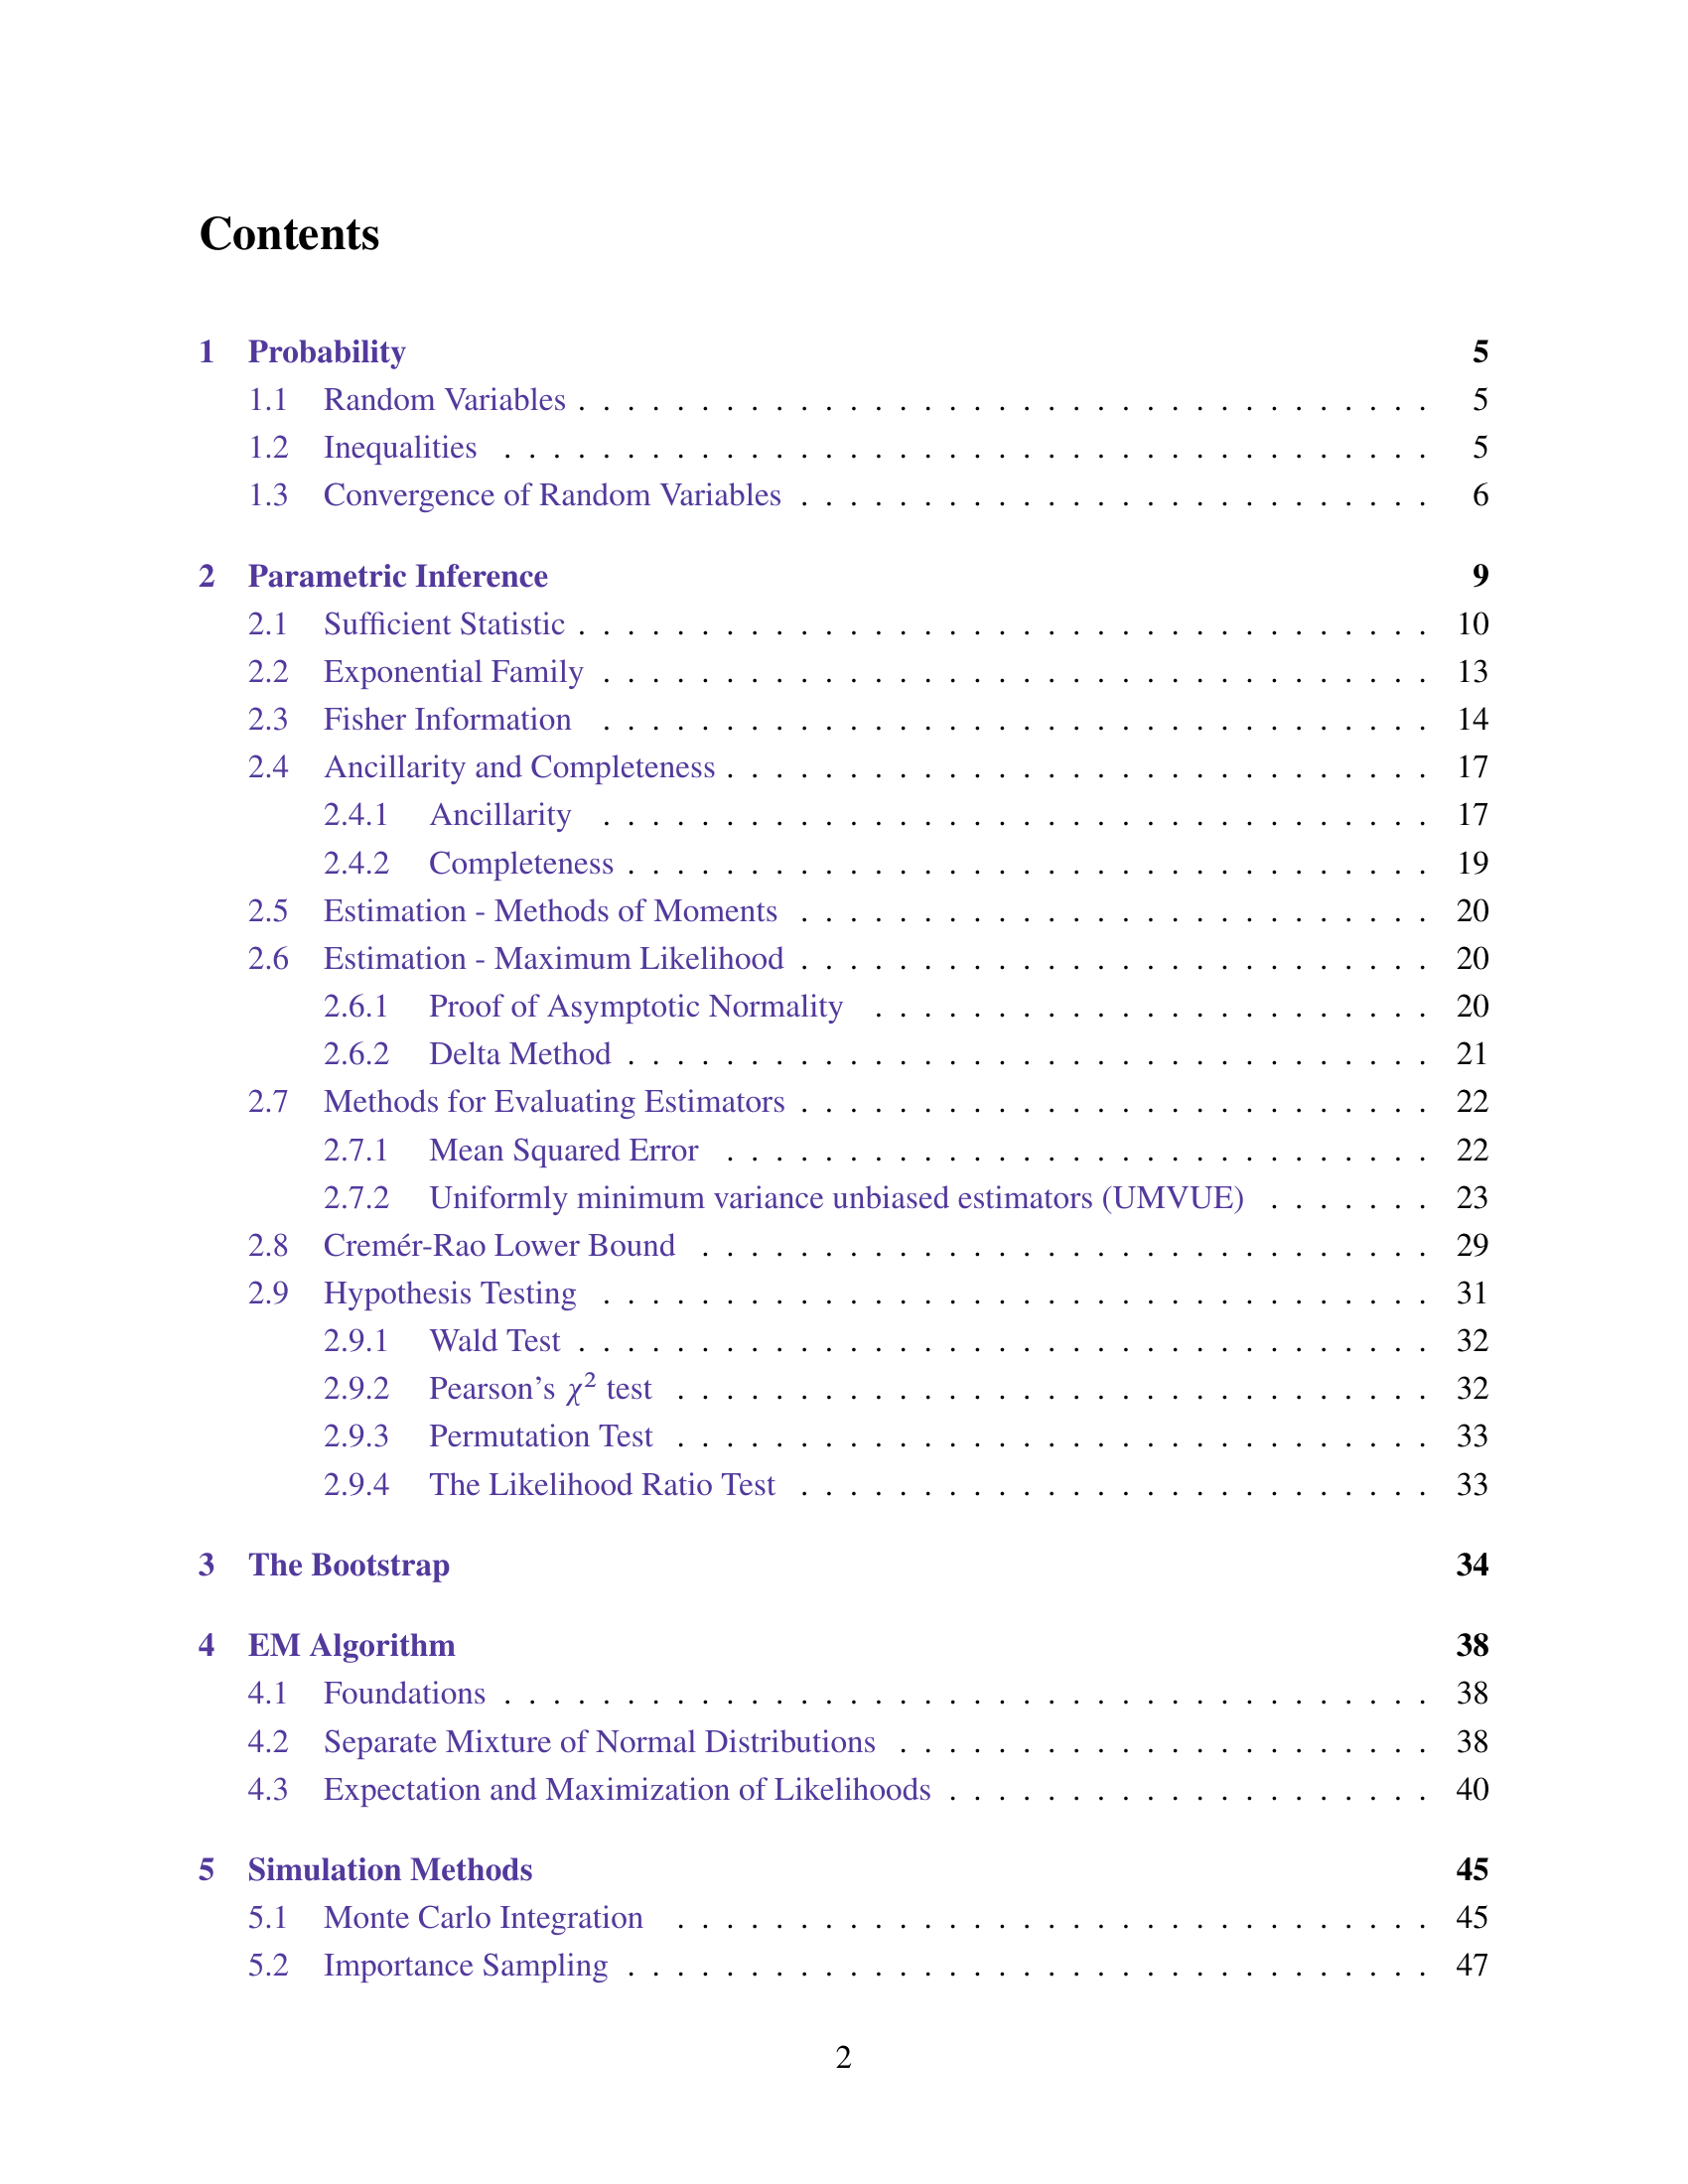 Contents
1 Probability 5
1.1 Random Variables . . . . . . . . . . . . . . . . . . . . . . . . . . . . . . . . . . . 5
1.2 Inequalities . . . . . . . . . . . . . . . . . . . . . . . . . . . . . . . . . . . . . . 5
1.3 Convergence of Random Variables . . . . . . . . . . . . . . . . . . . . . . . . . . 6
2 Parametric Inference 9
2.1 Sufficient Statistic . . . . . . . . . . . . . . . . . . . . . . . . . . . . . . . . . . . 10
2.2 Exponential Family . . . . . . . . . . . . . . . . . . . . . . . . . . . . . . . . . . 13
2.3 Fisher Information . . . . . . . . . . . . . . . . . . . . . . . . . . . . . . . . . . 14
2.4 Ancillarity and Completeness . . . . . . . . . . . . . . . . . . . . . . . . . . . . . 17
2.4.1 Ancillarity . . . . . . . . . . . . . . . . . . . . . . . . . . . . . . . . . . 17
2.4.2 Completeness . . . . . . . . . . . . . . . . . . . . . . . . . . . . . . . . . 19
2.5 Estimation - Methods of Moments . . . . . . . . . . . . . . . . . . . . . . . . . . 20
2.6 Estimation - Maximum Likelihood . . . . . . . . . . . . . . . . . . . . . . . . . . 20
2.6.1 Proof of Asymptotic Normality . . . . . . . . . . . . . . . . . . . . . . . 20
2.6.2 Delta Method . . . . . . . . . . . . . . . . . . . . . . . . . . . . . . . . . 21
2.7 Methods for Evaluating Estimators . . . . . . . . . . . . . . . . . . . . . . . . . . 22
2.7.1 Mean Squared Error . . . . . . . . . . . . . . . . . . . . . . . . . . . . . 22
2.7.2 Uniformly minimum variance unbiased estimators (UMVUE) . . . . . . . 23
2.8 Cremér-Rao Lower Bound . . . . . . . . . . . . . . . . . . . . . . . . . . . . . . 29
2.9 Hypothesis Testing . . . . . . . . . . . . . . . . . . . . . . . . . . . . . . . . . . 31
2.9.1 Wald Test . . . . . . . . . . . . . . . . . . . . . . . . . . . . . . . . . . . 32
2.9.2 Pearson's χ² test . . . . . . . . . . . . . . . . . . . . . . . . . . . . . . . 32
2.9.3 Permutation Test . . . . . . . . . . . . . . . . . . . . . . . . . . . . . . . 33
2.9.4 The Likelihood Ratio Test . . . . . . . . . . . . . . . . . . . . . . . . . . 33
3 The Bootstrap 34
4 EM Algorithm 38
4.1 Foundations . . . . . . . . . . . . . . . . . . . . . . . . . . . . . . . . . . . . . . 38
4.2 Separate Mixture of Normal Distributions . . . . . . . . . . . . . . . . . . . . . . 38
4.3 Expectation and Maximization of Likelihoods . . . . . . . . . . . . . . . . . . . . 40
5 Simulation Methods 45
5.1 Monte Carlo Integration . . . . . . . . . . . . . . . . . . . . . . . . . . . . . . . 45
5.2 Importance Sampling . . . . . . . . . . . . . . . . . . . . . . . . . . . . . . . . . 47
2